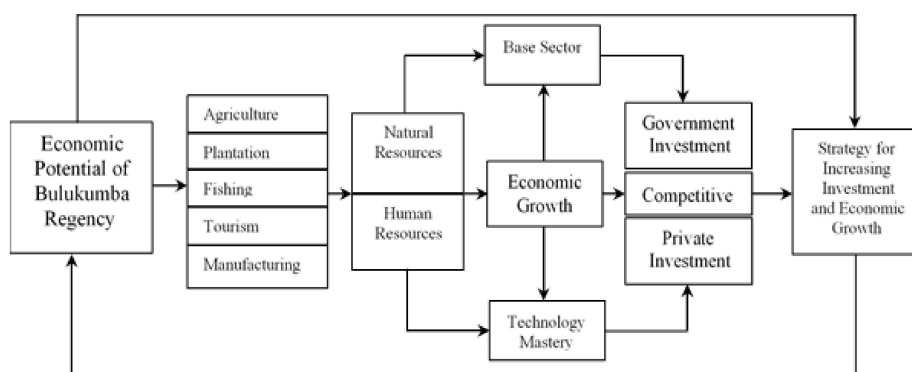 Economic
Potential of
Bulukumba
Regency
Agriculture
Plantation
Fishing
Tourism
Manufacturing
Natural
Resources
Human
Resources
Base Sector
Economic
Growth
Technology
Mastery
Government
Investment
Competitive
Private
Investment
Strategy for
Increasing
Investment
and Economic
Growth